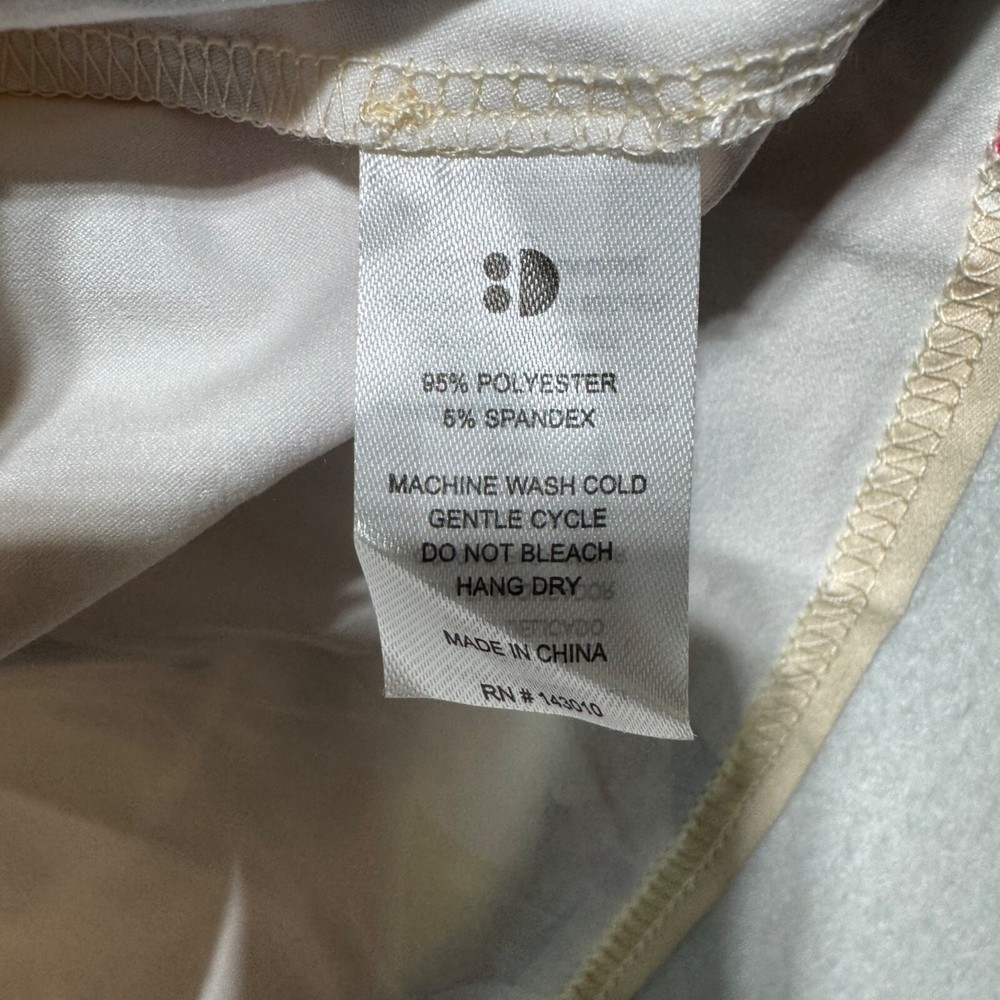 95% POLYESTER
5% SPANDEX
MACHINE WASH COLD
GENTLE CYCLE
DO NOT BLEACH
HANG DRY
MADE IN CHINA
RN # 143010